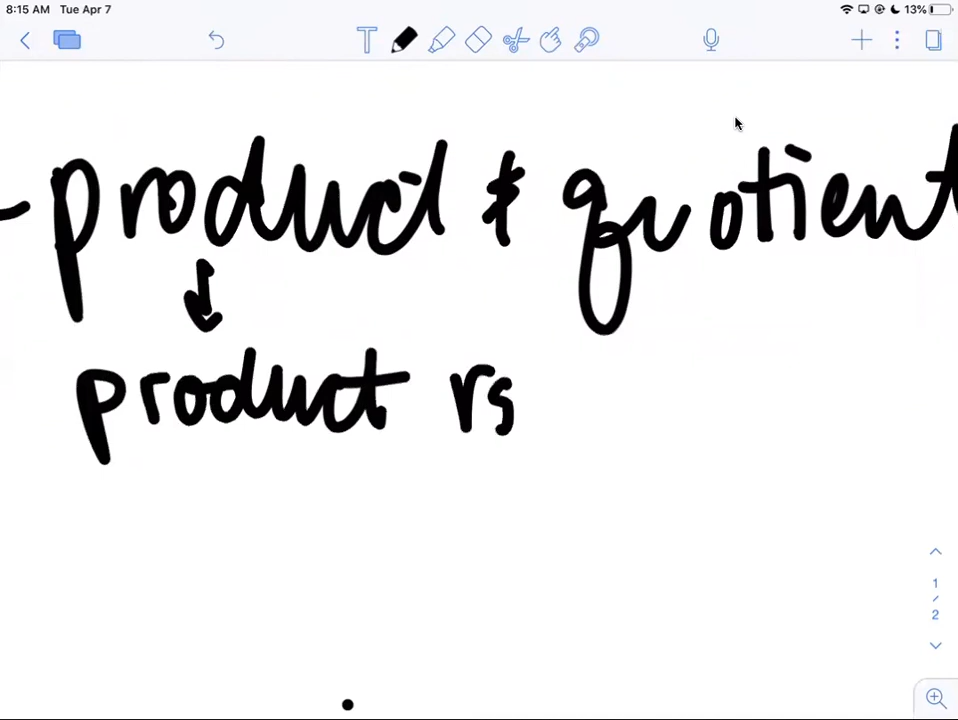 8:15 AM Tue Apr 7 13%
- product & quotient
product rs
1
/
2